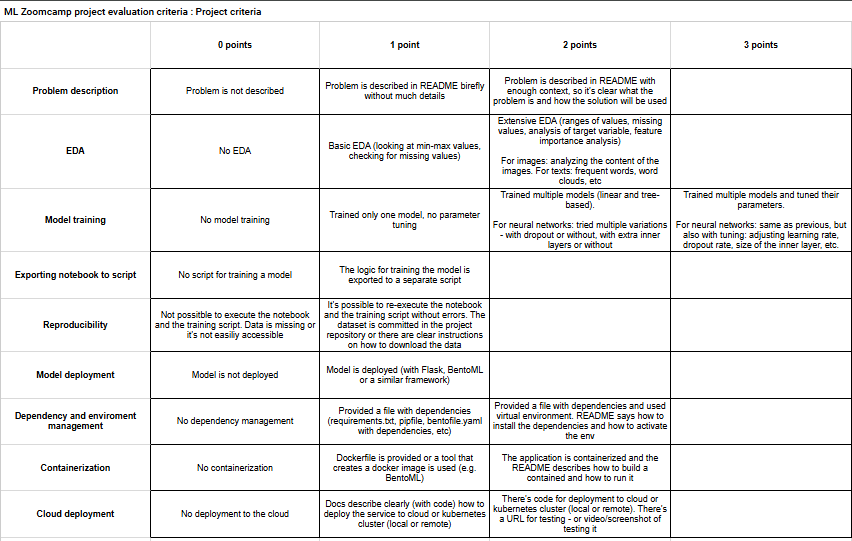 ML Zoomcamp project evaluation criteria : Project criteria
0 points
1 point
2 points
3 points
Problem description
Problem is not described
Problem is described in README birefly
without much details
Problem is described in README with
enough context, so it's clear what the
problem is and how the solution will be used
EDA
No EDA
Basic EDA (looking at min-max values,
checking for missing values)
Extensive EDA (ranges of values, missing
values, analysis of target variable, feature
importance analysis)
For images: analyzing the content of the
images. For texts: frequent words, word
clouds, etc
Model training
No model training
Trained only one model, no parameter
tuning
Trained multiple models (linear and tree-
based).
For neural networks: tried multiple variations
- with dropout or without, with extra inner
layers or without
Trained multiple models and tuned their
parameters.
For neural networks: same as previous, but
also with tuning: adjusting learning rate,
dropout rate, size of the inner layer, etc.
Exporting notebook to script
No script for training a model
The logic for training the model is
exported to a separate script
Reproducibility
Not possitble to execute the notebook
and the training script. Data is missing or
it's not easiliy accessible
It's possible to re-execute the notebook
and the training script without errors. The
dataset is committed in the project
repository or there are clear instructions
on how to download the data
Model deployment
Model is not deployed
Model is deployed (with Flask, BentoML
or a similar framework)
Dependency and enviroment
management
No dependency management
Provided a file with dependencies
(requirements.txt, pipfile, bentofile.yaml
with dependencies, etc)
Provided a file with dependencies and used
virtual environment. README says how to
install the dependencies and how to activate
the env
Containerization
No containerization
Dockerfile is provided or a tool that
creates a docker image is used (e.g.
BentoML)
The application is containerized and the
README describes how to build a
contained and how to run it
Cloud deployment
No deployment to the cloud
Docs describe clearly (with code) how to
deploy the service to cloud or kubernetes
cluster (local or remote)
There's code for deployment to cloud or
kubernetes cluster (local or remote). There's
a URL for testing - or video/screenshot of
testing it